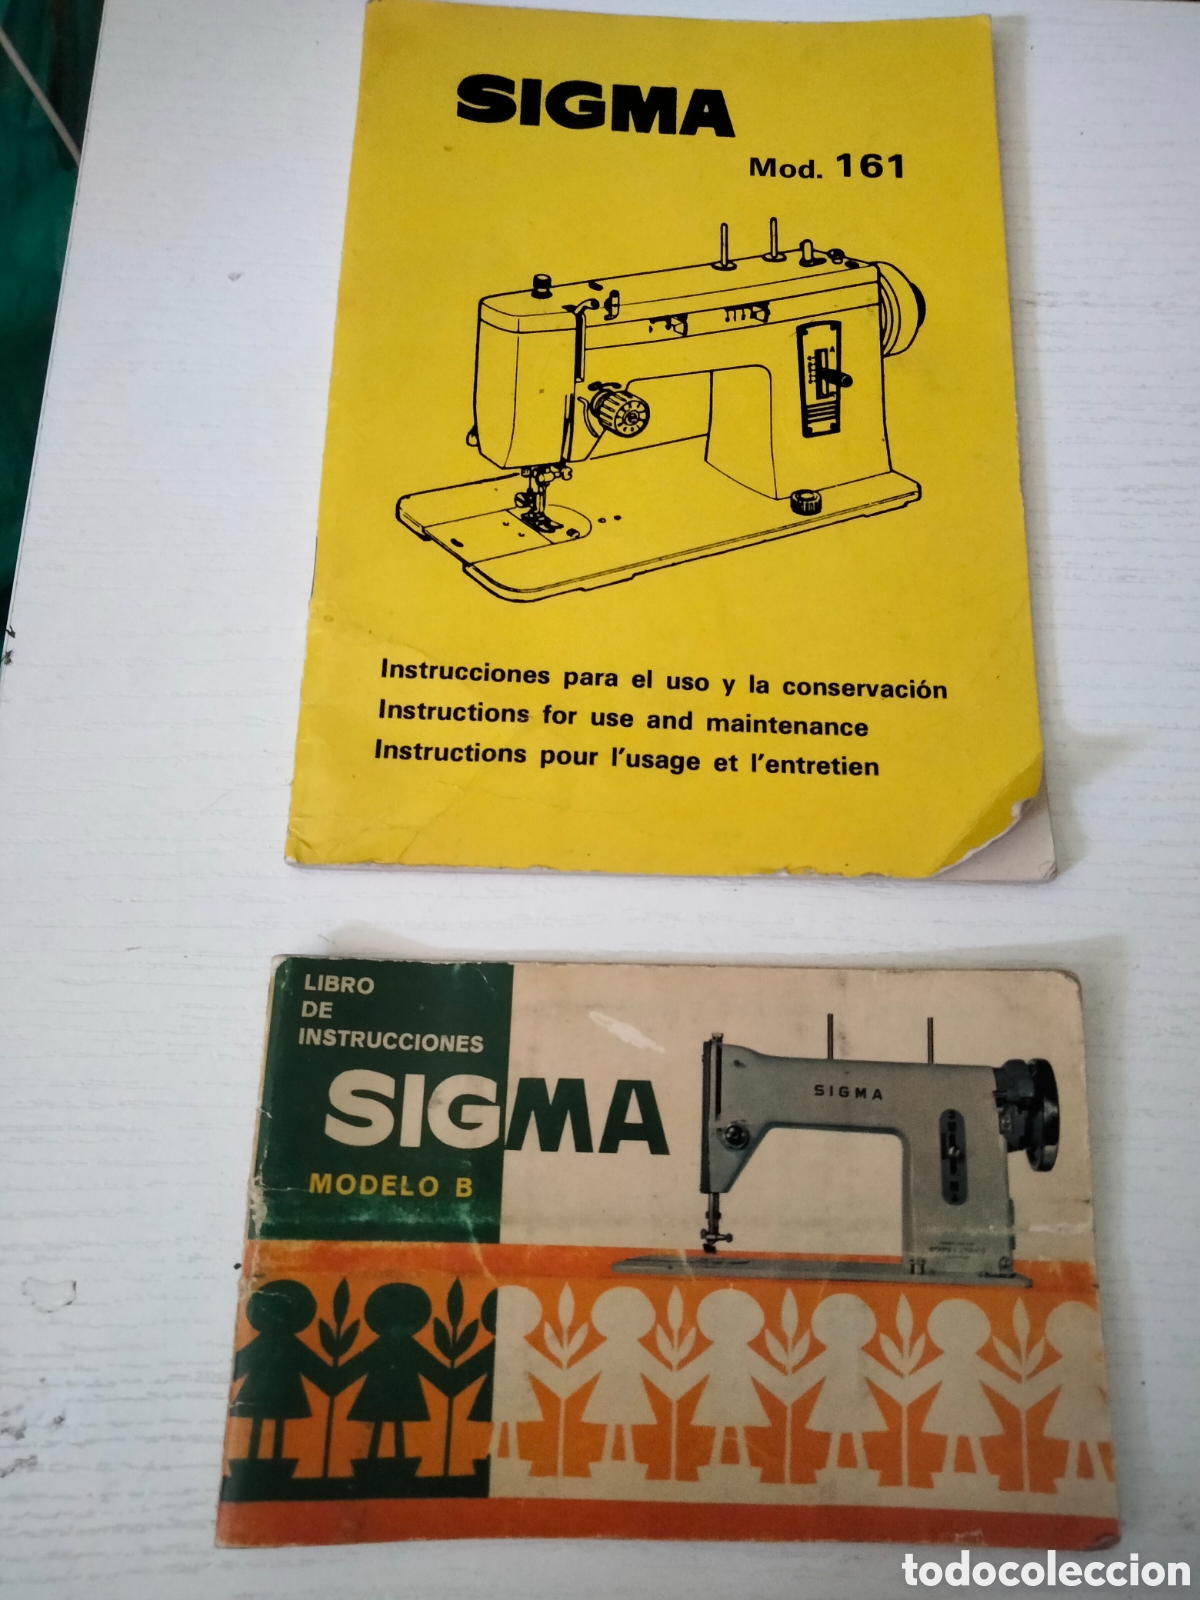 SIGMA
Mod. 161
A
Instrucciones para el uso y la conservación
Instructions for use and maintenance
Instructions pour l'usage et l'entretien
LIBRO
DE
INSTRUCCIONES
SIGMA
MODELO B
SIGMA
todocoleccion